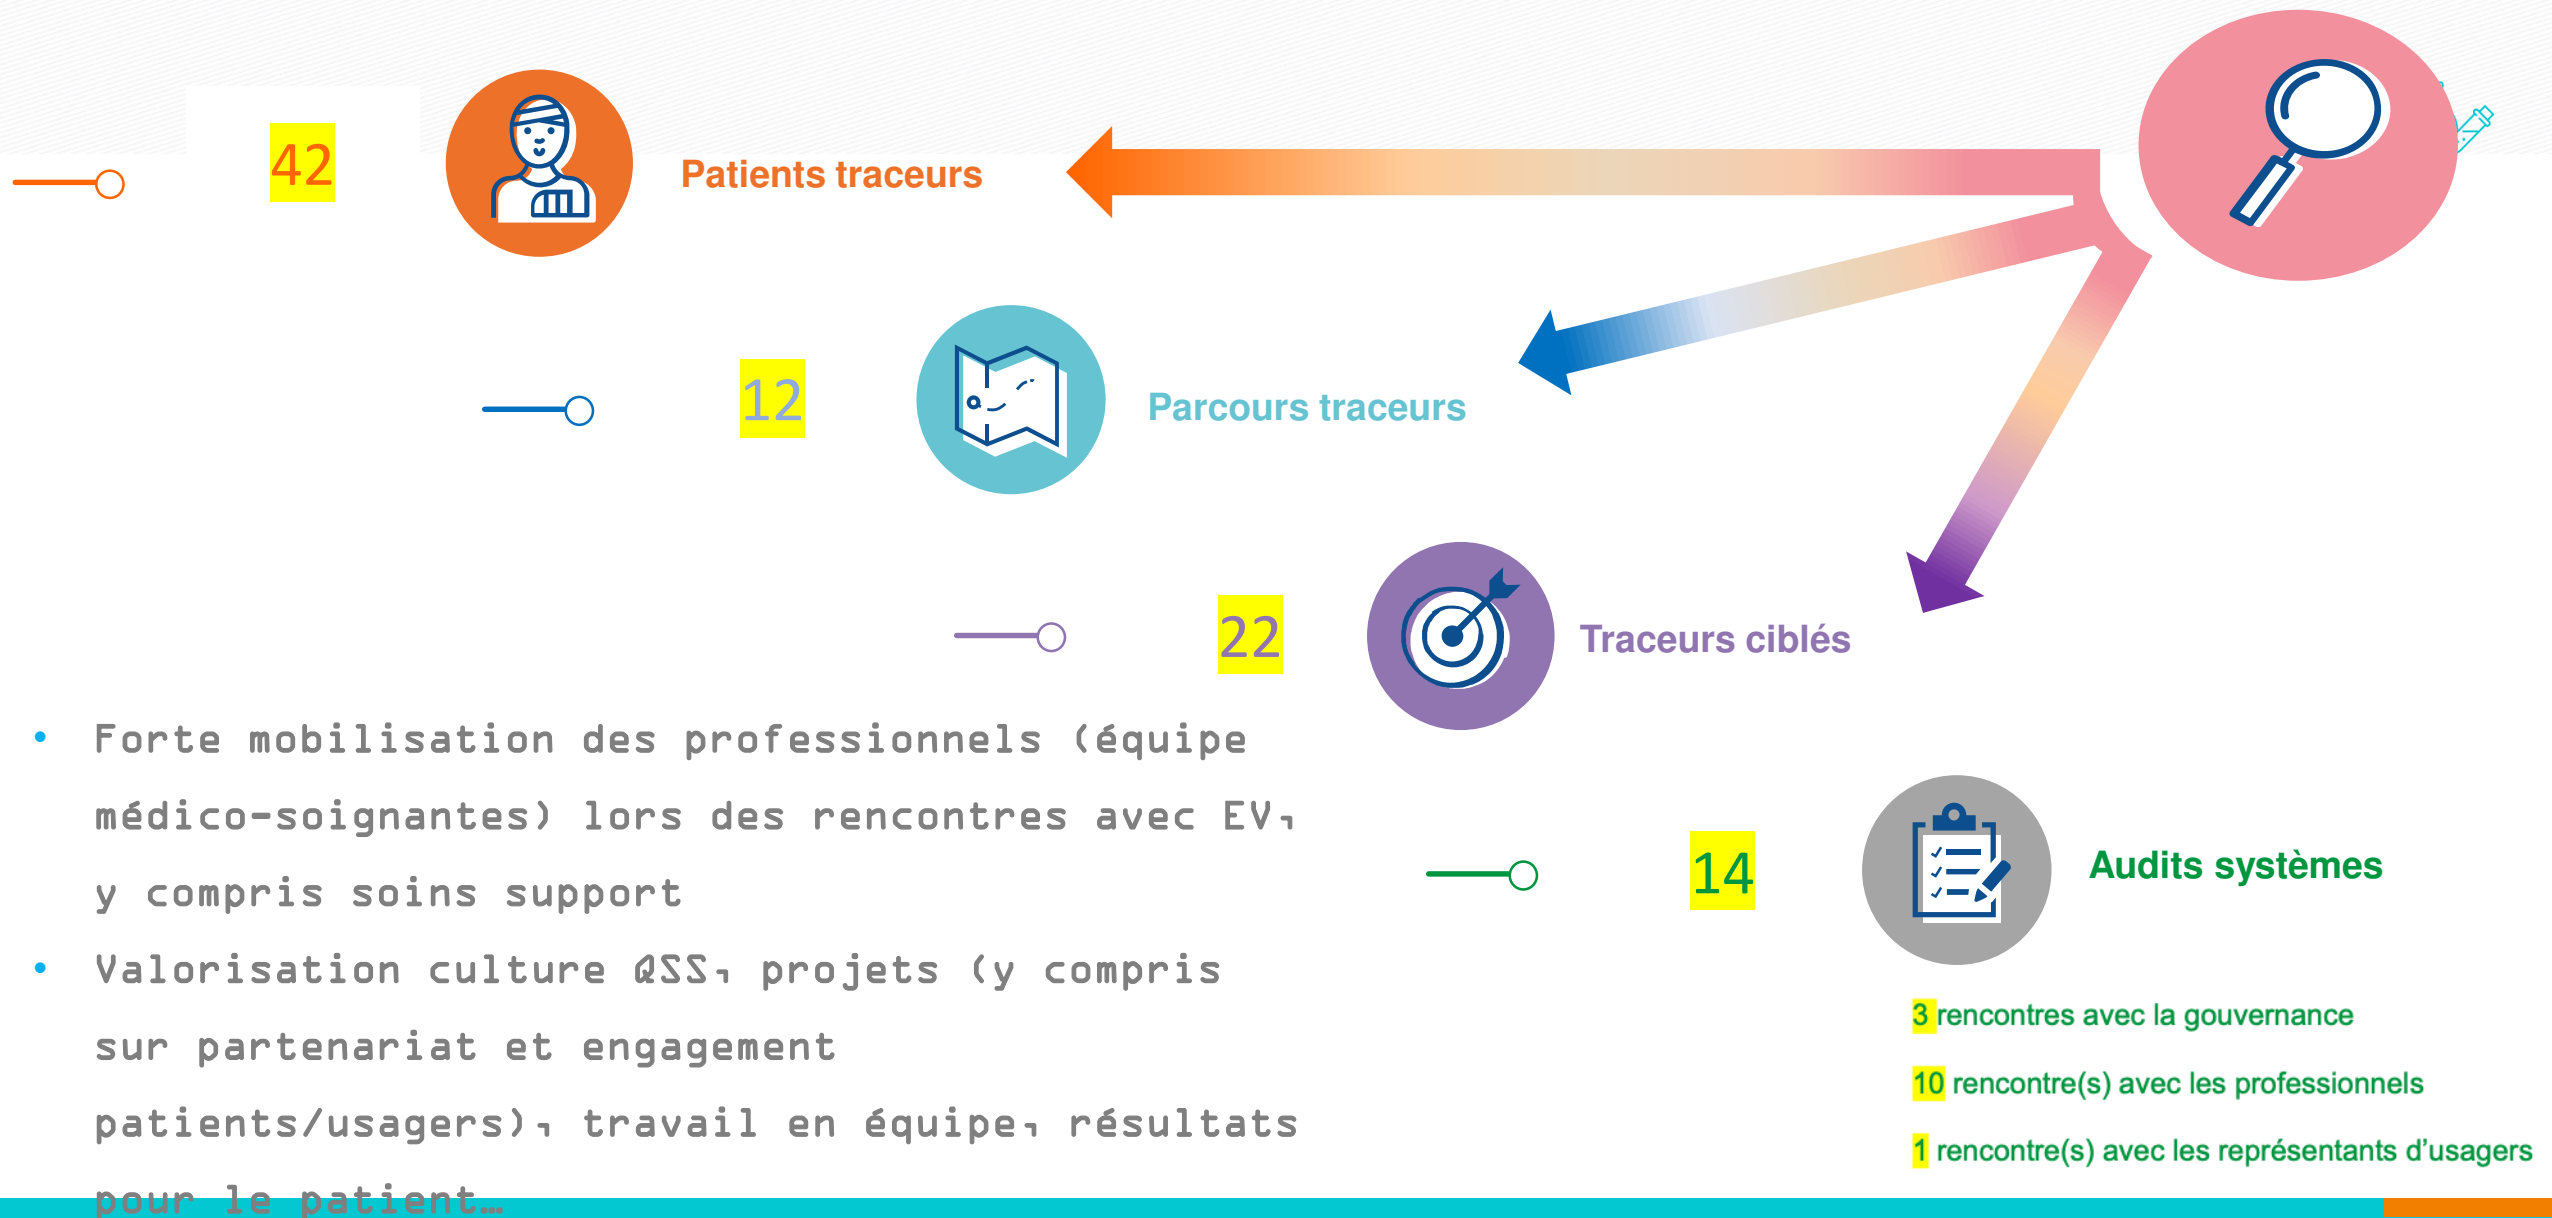 42
Patients traceurs
12
Parcours traceurs
22
Traceurs ciblés
• Forte mobilisation des professionnels (équipe
médico-soignantes) lors des rencontres avec EV,
y compris soins support
• Valorisation culture QSS, projets (y compris
sur partenariat et engagement
patients/usagers), travail en équipe, résultats
pour le patient…
14
Audits systèmes
3 rencontres avec la gouvernance
10 rencontre(s) avec les professionnels
1 rencontre(s) avec les représentants d'usagers